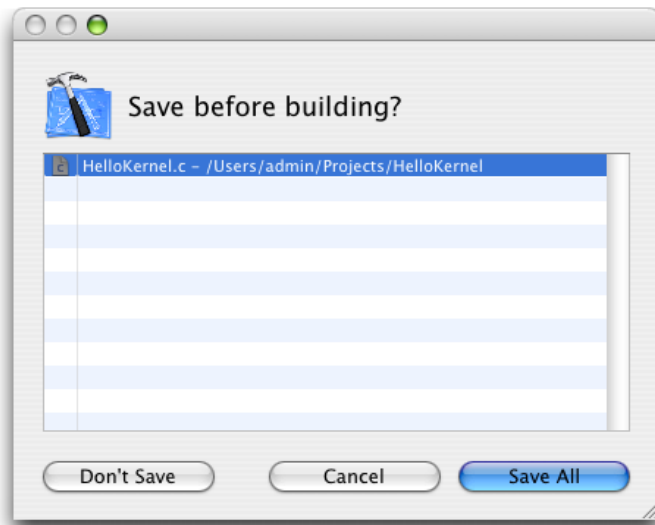 Save before building?
HelloKernel.c – /Users/admin/Projects/HelloKernel
Don't Save
Cancel
Save All